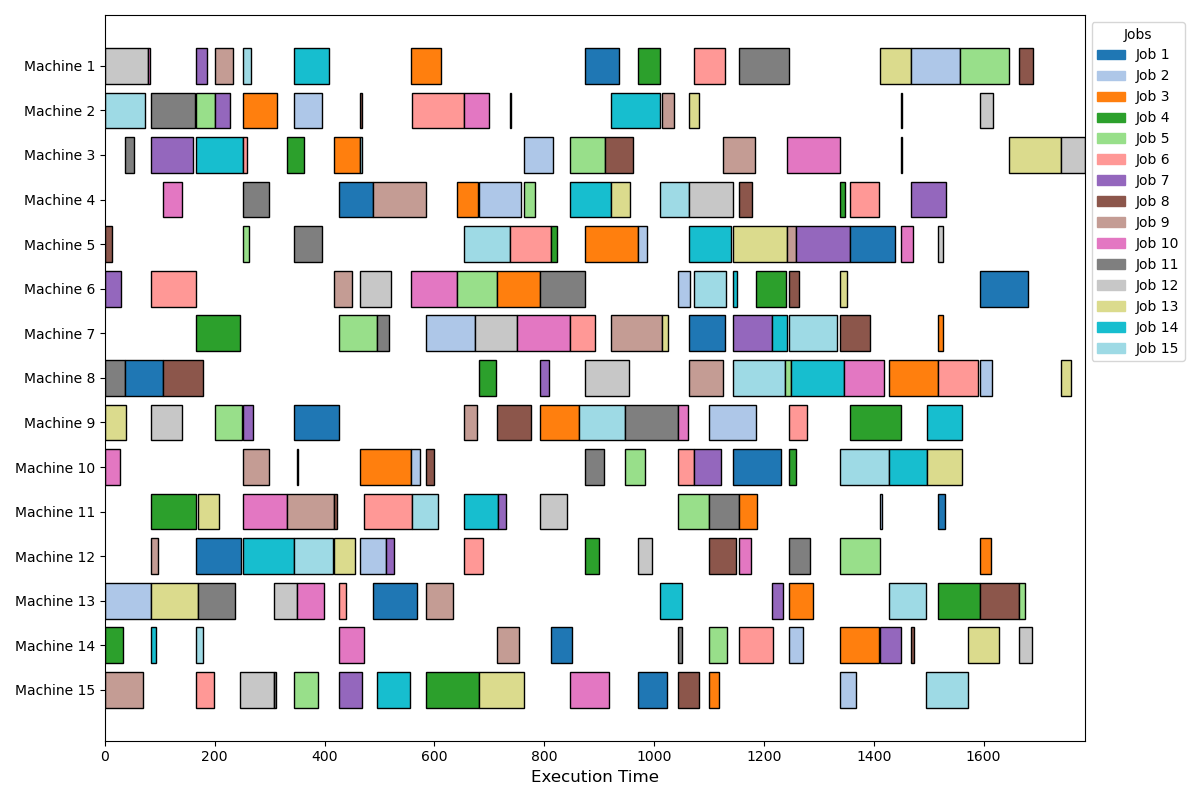 Machine 1
Machine 2
Machine 3
Machine 4
Machine 5
Machine 6
Machine 7
Machine 8
Machine 9
Machine 10
Machine 11
Machine 12
Machine 13
Machine 14
Machine 15
0 200 400 600 800 1000 1200 1400 1600
Execution Time
Jobs
Job 1
Job 2
Job 3
Job 4
Job 5
Job 6
Job 7
Job 8
Job 9
Job 10
Job 11
Job 12
Job 13
Job 14
Job 15